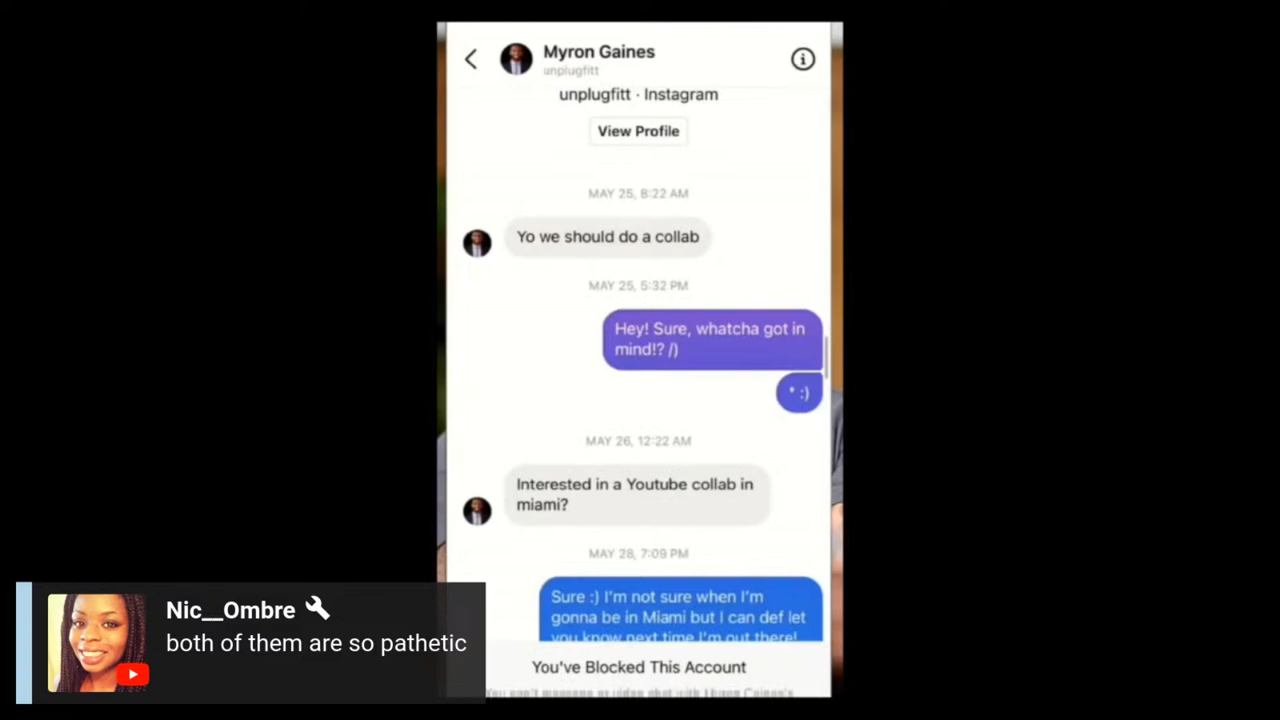 Myron Gaines
unplugfitt
unplugfitt · Instagram
View Profile
MAY 25, 8:22 AM
Yo we should do a collab
MAY 25, 5:32 PM
Hey! Sure, whatcha got in
mind!? /)
* :)
MAY 26, 12:22 AM
Interested in a Youtube collab in
miami?
MAY 28, 7:09 PM
Sure :) I'm not sure when I'm
gonna be in Miami but I can def let
you know next time I'm out there!
You've Blocked This Account
Nic__Ombre
both of them are so pathetic